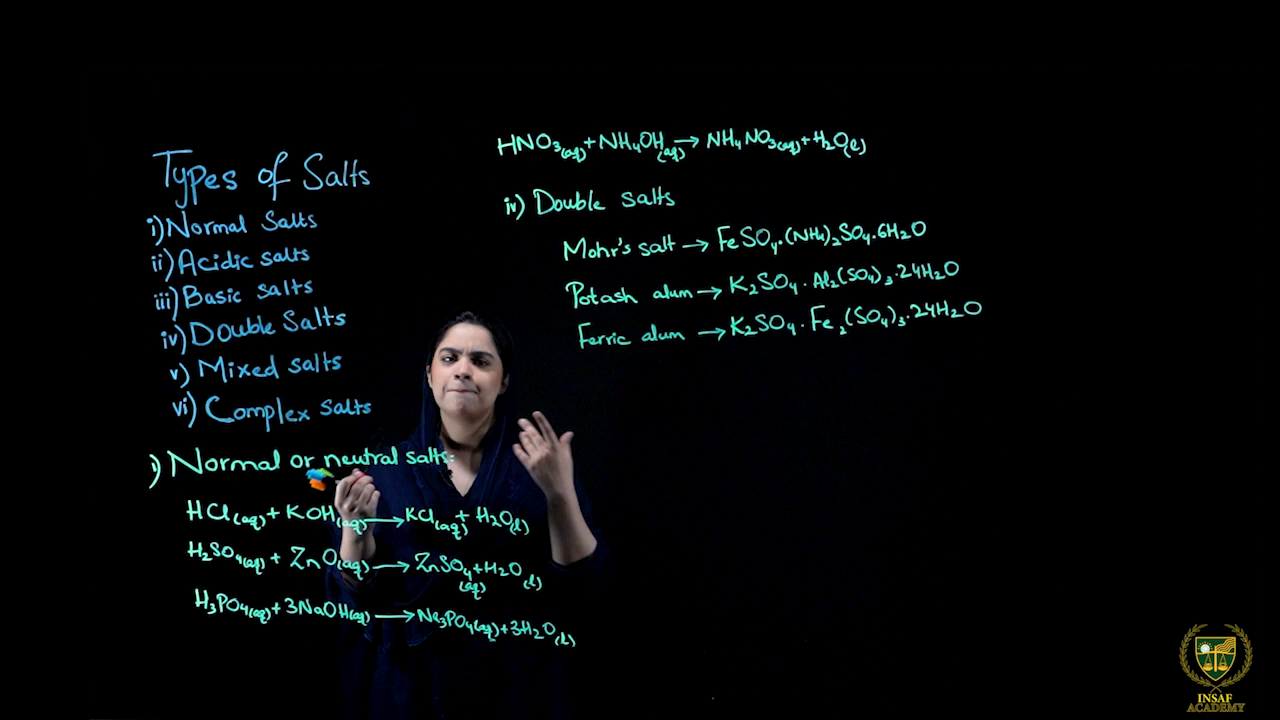 Types of Salts
i) Normal Salts
ii) Acidic salts
iii) Basic salts
iv) Double Salts
v) Mixed salts
vi) Complex salts
i) Normal or neutral salts:
HCl(aq) + KOH(aq) → KCl(aq) + H₂O(l)
H₂SO₄(aq) + ZnO(aq) → ZnSO₄(aq) + H₂O(l)
H₃PO₄(aq) + 3NaOH(aq) → Na₃PO₄(aq) + 3H₂O(l)
HNO₃(aq) + NH₄OH(aq) → NH₄NO₃(aq) + H₂O(l)
iv) Double salts
Mohr's salt → FeSO₄.(NH₄)₂SO₄.6H₂O
Potash alum → K₂SO₄.Al₂(SO₄)₃.24H₂O
Ferric alum → K₂SO₄.Fe₂(SO₄)₃.24H₂O
INSAF
ACADEMY